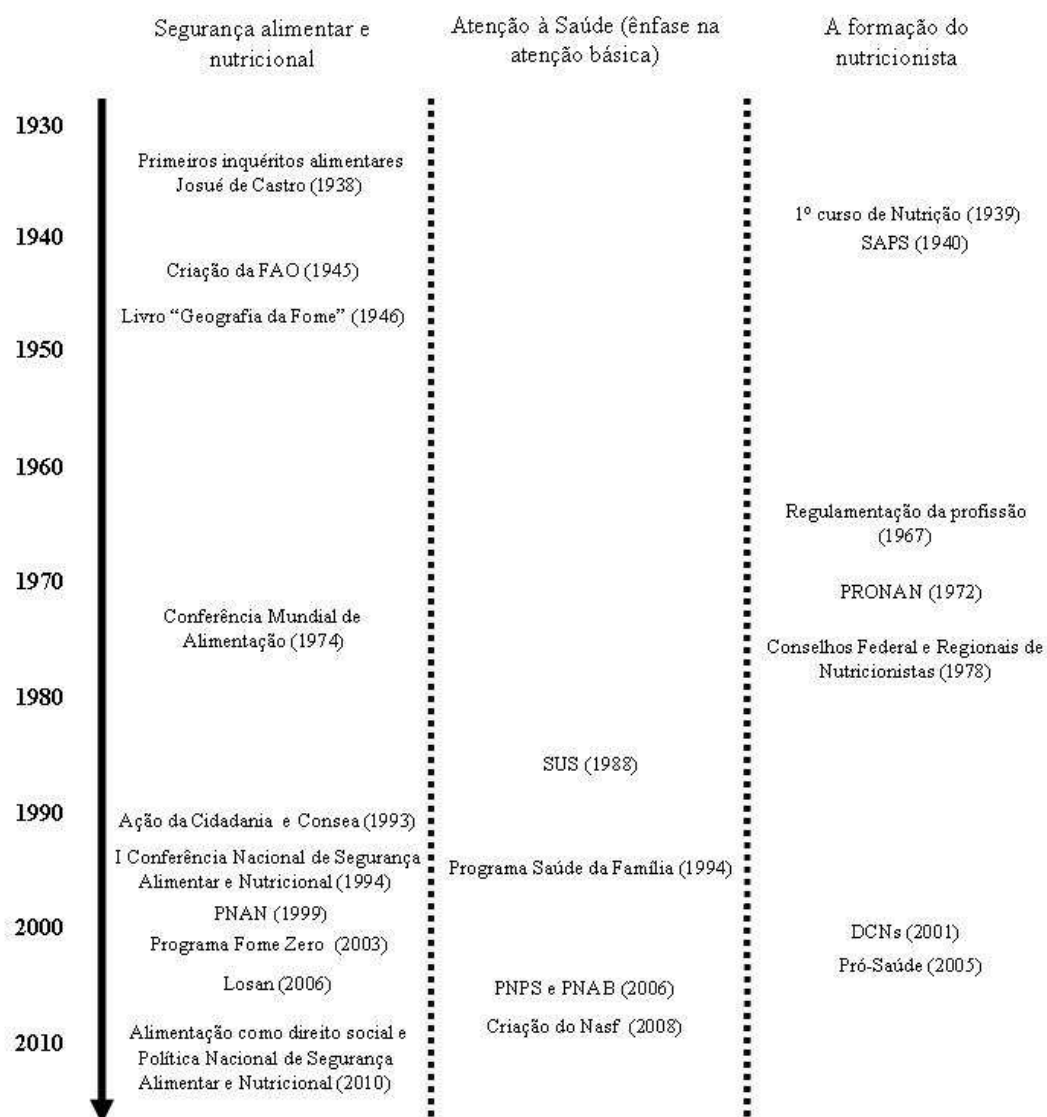 Segurança alimentar e
nutricional
Atenção à Saúde (ênfase na
atenção básica)
A formação do
nutricionista
1930
Primeiros inquéritos alimentares
Josué de Castro (1938)
1º curso de Nutrição (1939)
1940
SAPS (1940)
Criação da FAO (1945)
Livro “Geografia da Fome” (1946)
1950
1960
Regulamentação da profissão
(1967)
1970
PRONAN (1972)
Conferência Mundial de
Alimentação (1974)
Conselhos Federal e Regionais de
Nutricionistas (1978)
1980
SUS (1988)
1990
Ação da Cidadania e Consea (1993)
I Conferência Nacional de Segurança
Alimentar e Nutricional (1994)
Programa Saúde da Família (1994)
PNAN (1999)
2000
Programa Fome Zero (2003)
DCNs (2001)
Pró-Saúde (2005)
Losan (2006)
PNPS e PNAB (2006)
Criação do Nasf (2008)
2010
Alimentação como direito social e
Política Nacional de Segurança
Alimentar e Nutricional (2010)